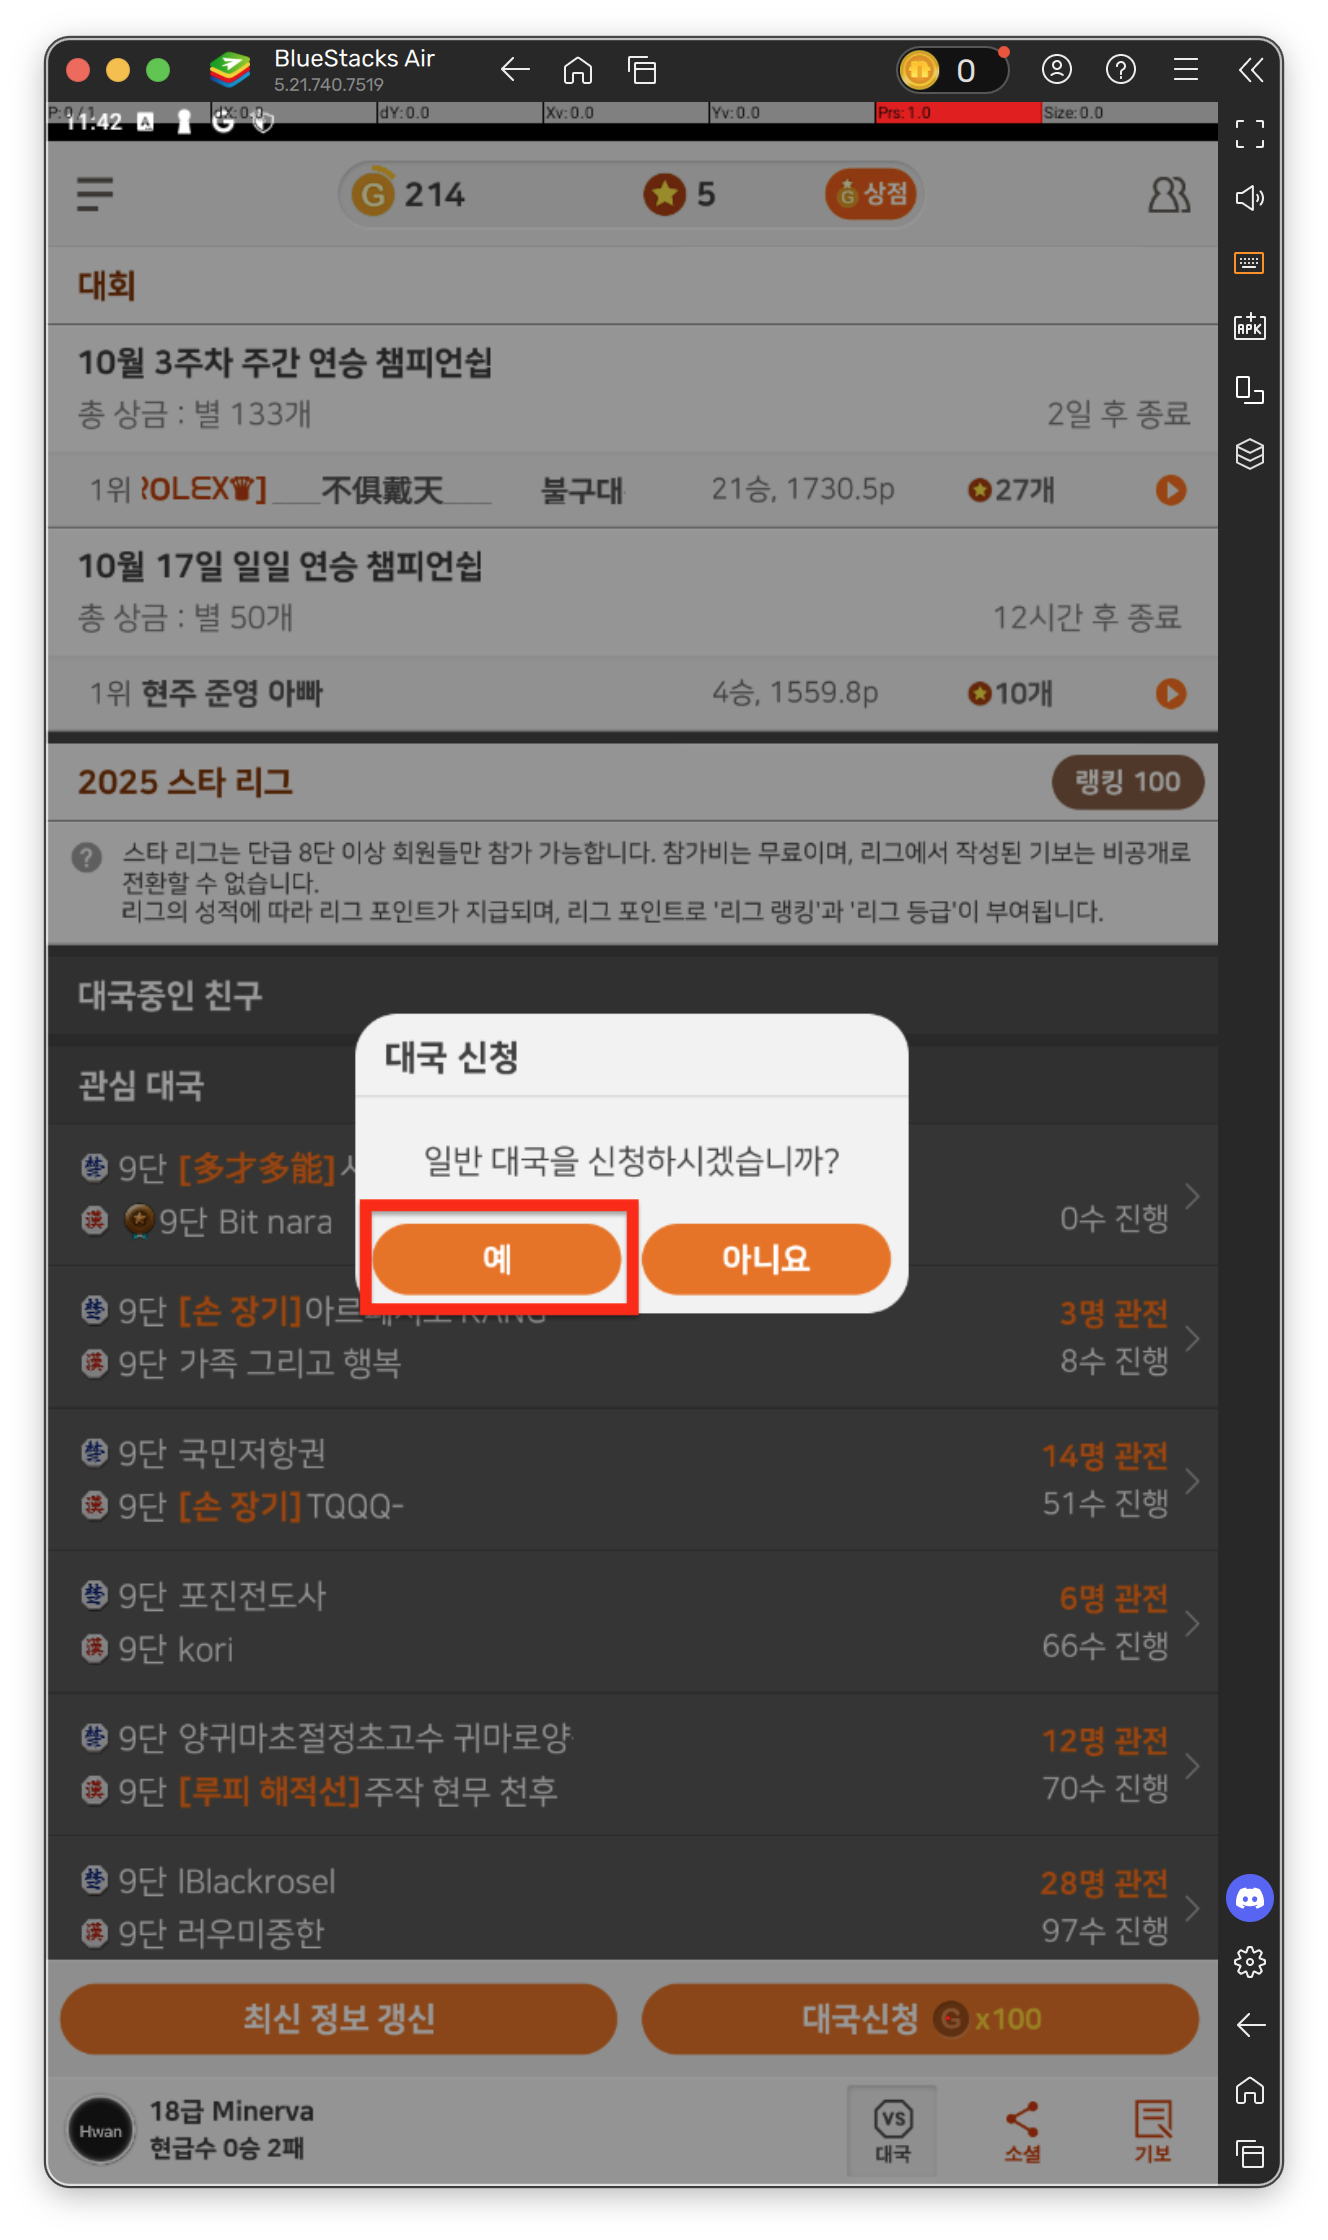 BlueStacks Air
5.21.740.7519
0
P: 0 / 1
dX: 0.0
dY: 0.0
Xv: 0.0
Yv: 0.0
Prs: 1.0
Size: 0.0
11:42
G 214
5
G 상점
대회
10월 3주차 주간 연승 챔피언쉽
총 상금 : 별 133개
2일 후 종료
1위 ROLEX♛]___不俱戴天___ 불구대 21승, 1730.5p 27개
10월 17일 일일 연승 챔피언쉽
총 상금 : 별 50개
12시간 후 종료
1위 현주 준영 아빠 4승, 1559.8p 10개
2025 스타 리그
랭킹 100
스타 리그는 단급 8단 이상 회원들만 참가 가능합니다. 참가비는 무료이며, 리그에서 작성된 기보는 비공개로
전환할 수 없습니다.
리그의 성적에 따라 리그 포인트가 지급되며, 리그 포인트로 '리그 랭킹'과 '리그 등급'이 부여됩니다.
대국중인 친구
관심 대국
대국 신청
일반 대국을 신청하시겠습니까?
예
아니요
楚 9단 [多才多能]
漢 9단 Bit nara
0수 진행
楚 9단 [손 장기]
3명 관전
漢 9단 가족 그리고 행복
8수 진행
楚 9단 국민저항권
14명 관전
漢 9단 [손 장기]TQQQ-
51수 진행
楚 9단 포진전도사
6명 관전
漢 9단 kori
66수 진행
楚 9단 양귀마초절정초고수 귀마로양
12명 관전
漢 9단 [루피 해적선]주작 현무 천후
70수 진행
楚 9단 lBlackrosel
28명 관전
漢 9단 러우미중한
97수 진행
최신 정보 갱신
대국신청 G x100
Hwan
18급 Minerva
현급수 0승 2패
VS
대국
소셜
기보
APK